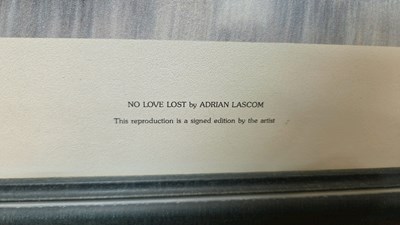 NO LOVE LOST by ADRIAN LASCOM
This reproduction is a signed edition by the artist